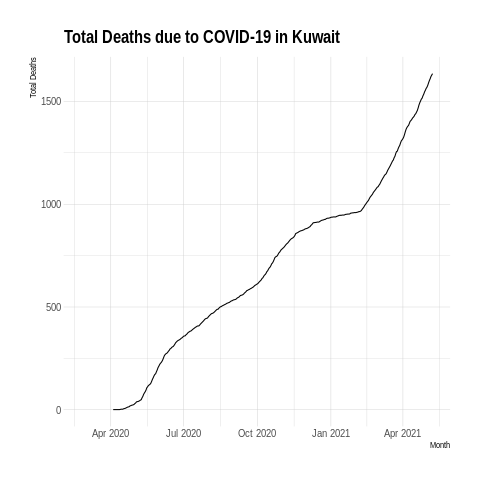 Total Deaths due to COVID-19 in Kuwait
Total Deaths
1500
1000
500
0
Apr 2020 Jul 2020 Oct 2020 Jan 2021 Apr 2021
Month